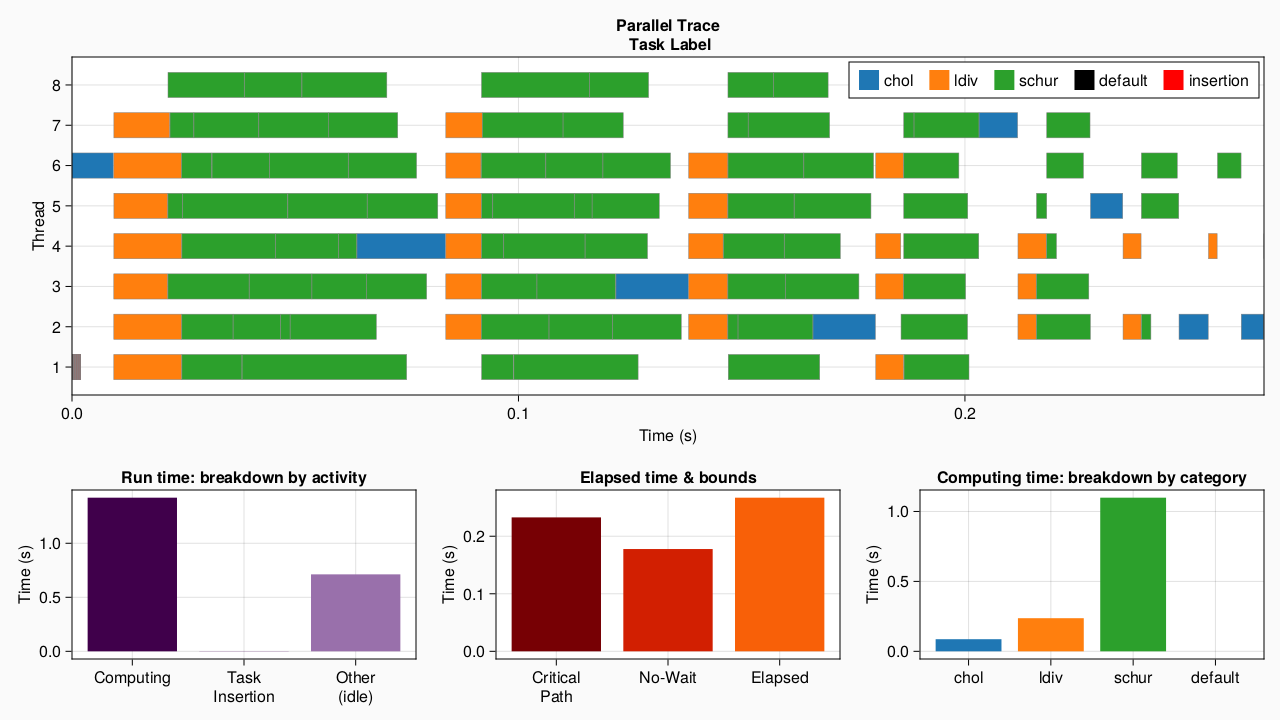 Parallel Trace
Task Label
chol ldiv schur default insertion
8
7
6
5
4
3
2
1
Thread
0.0 0.1 0.2
Time (s)
Run time: breakdown by activity
Time (s)
1.0
0.5
0.0
Computing
Task
Insertion
Other
(idle)
Elapsed time & bounds
Time (s)
0.2
0.1
0.0
Critical
Path
No-Wait
Elapsed
Computing time: breakdown by category
Time (s)
1.0
0.5
0.0
chol
ldiv
schur
default